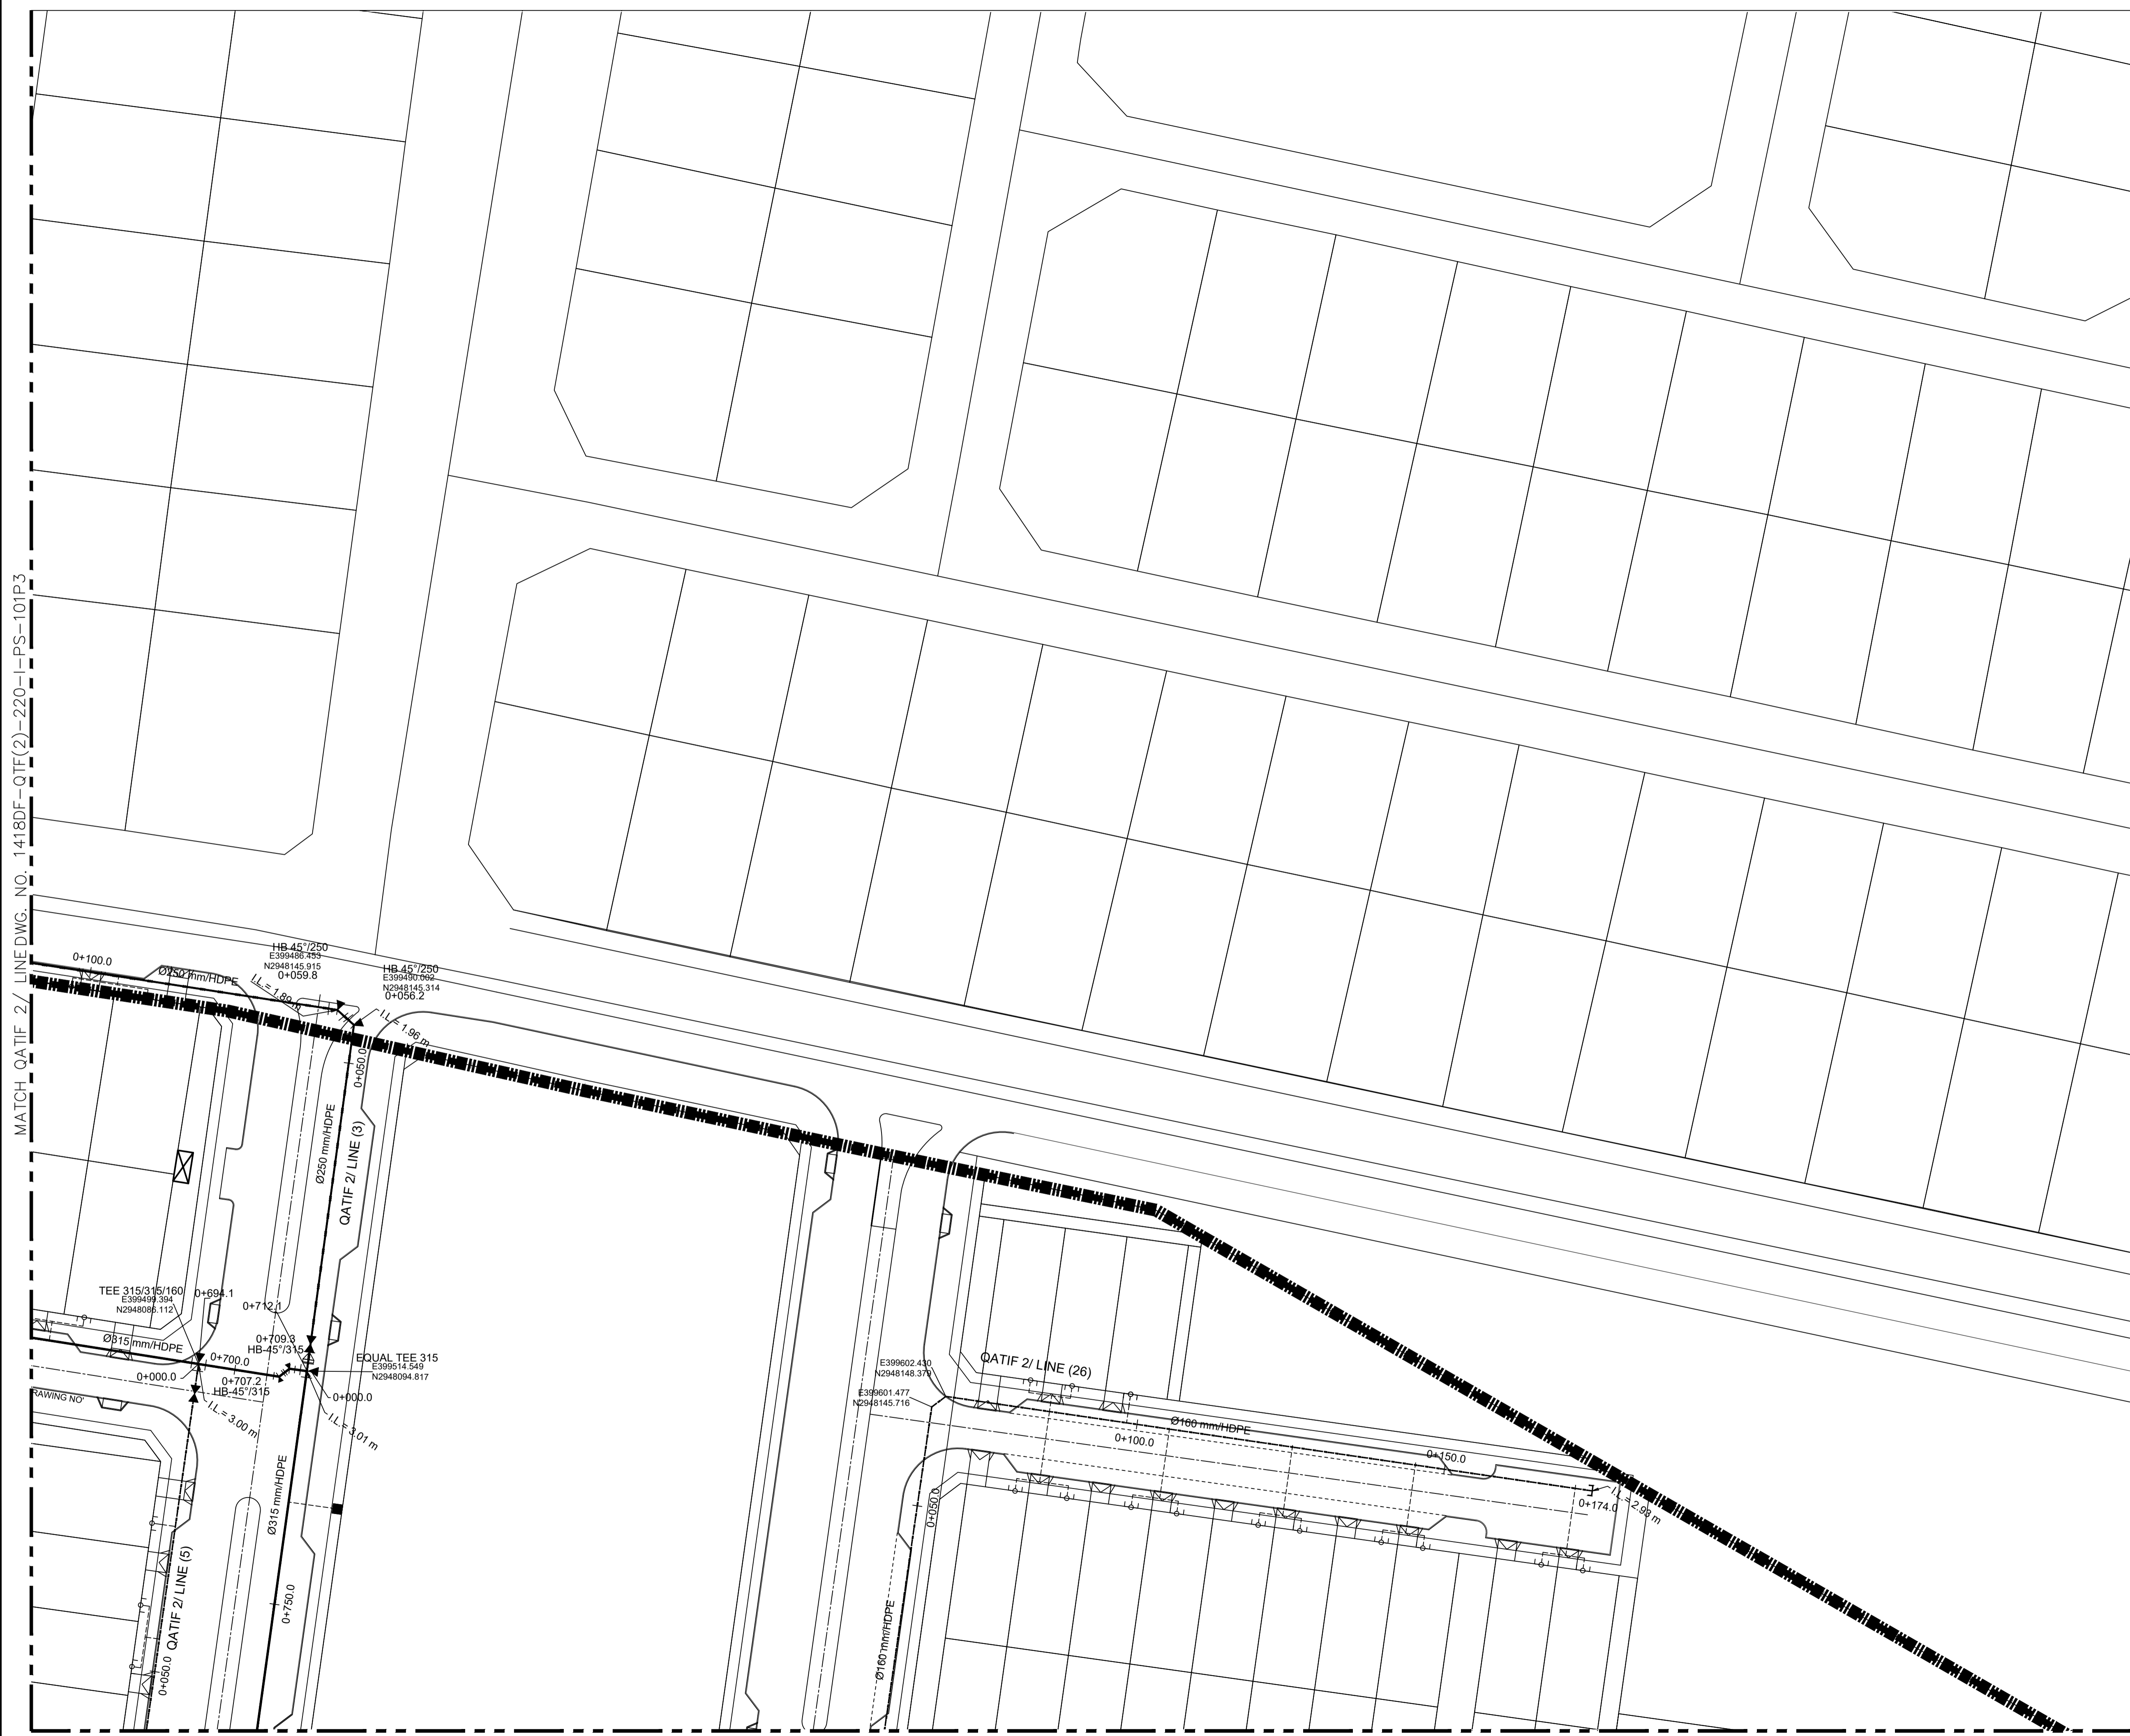 MATCH QATIF 2/ LINE DWG. NO. 1418DF-QTF(2)-220-I-PS-101P3
HB 45°/250
E399486.453
N2948145.915
0+059.8
0+100.0
Ø250 mm/HDPE
I.L.= 1.89 m
HB 45°/250
E399490.002
N2948145.314
0+056.2
I.L.= 1.96 m
0+050.0
Ø250 mm/HDPE
QATIF 2/ LINE (3)
TEE 315/315/160
E399499.394
N2948086.112
0+694.1
0+712.1
Ø315 mm/HDPE
0+700.0
0+709.3
HB-45°/315
EQUAL TEE 315
E399514.549
N2948094.817
0+000.0
0+707.2
HB-45°/315
0+000.0
RAWING NO'
I.L.= 3.00 m
I.L.= 3.01 m
Ø315 mm/HDPE
0+750.0
QATIF 2/ LINE (5)
0+050.0
E399602.430
N2948148.379
E399601.477
N2948145.716
QATIF 2/ LINE (26)
Ø160 mm/HDPE
0+100.0
0+150.0
0+174.0
I.L.= 2.93 m
0+050.0
Ø160 mm/HDPE